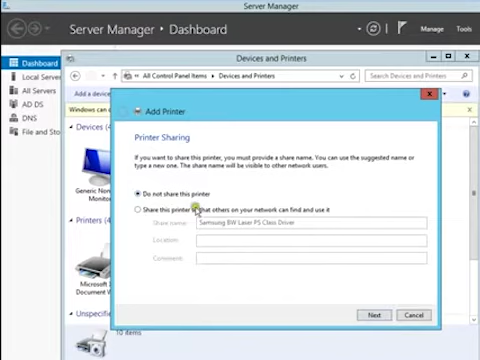 Server Manager
Server Manager • Dashboard
Manage
Tools
Dashboard
Local Server
All Servers
AD DS
DNS
File and Sto
Devices and Printers
All Control Panel Items
Devices and Printers
Search Devices and Printers
Add a device
Windows can d
Devices (
Generic Non
Monito
Printers (
Microsoft
Document W
10 items
Add Printer
Printer Sharing
If you want to share this printer, you must provide a share name. You can use the suggested name or
type a new one. The share name will be visible to other network users.
Do not share this printer
Share this printer so that others on your network can find and use it
Share name:
Samsung BW Laser PS Class Driver
Location:
Comment:
Next
Cancel